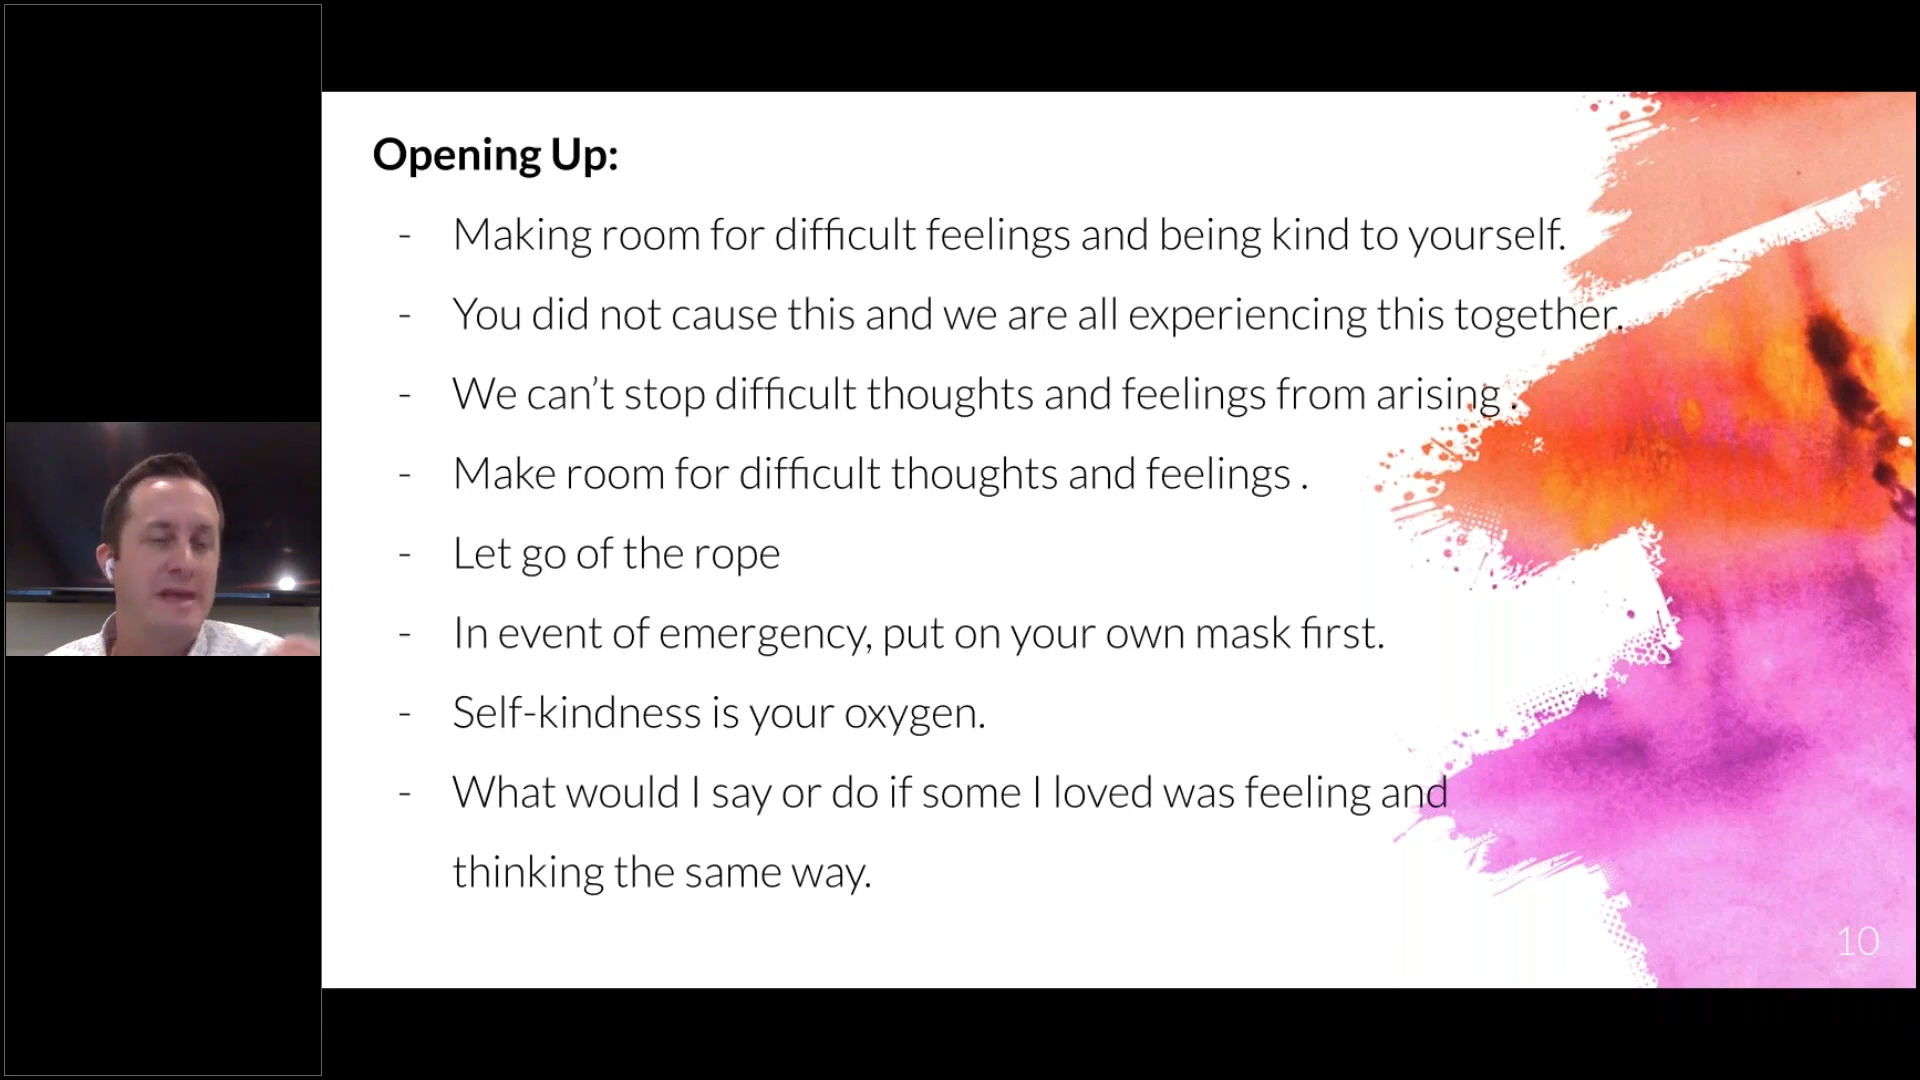 Opening Up:
- Making room for difficult feelings and being kind to yourself.
- You did not cause this and we are all experiencing this together.
- We can’t stop difficult thoughts and feelings from arising .
- Make room for difficult thoughts and feelings .
- Let go of the rope
- In event of emergency, put on your own mask first.
- Self-kindness is your oxygen.
- What would I say or do if some I loved was feeling and
thinking the same way.
10